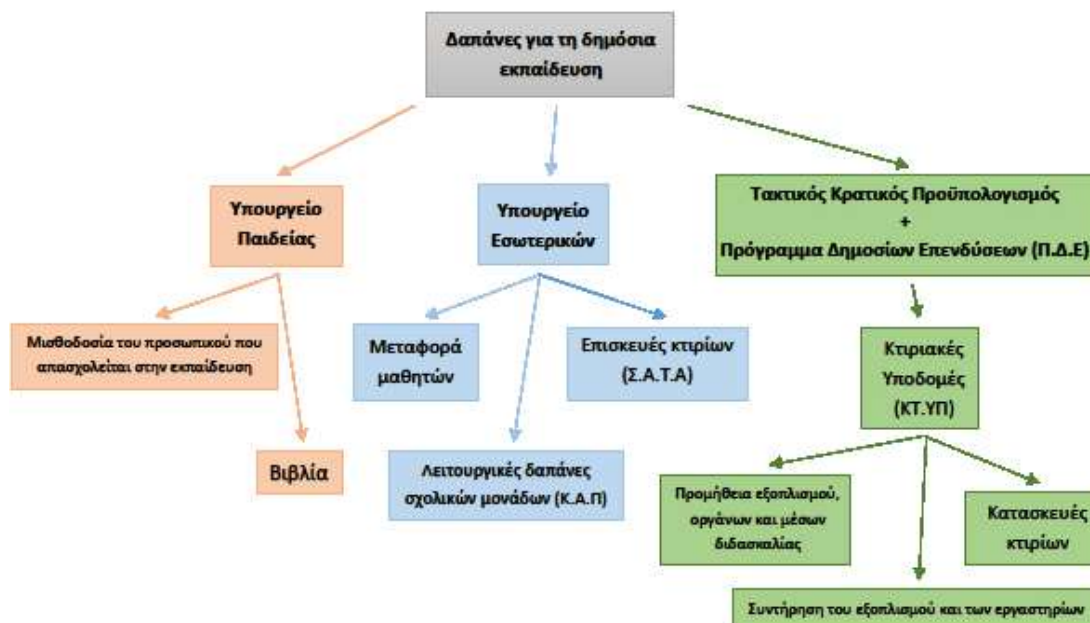 Δαπάνες για τη δημόσια
εκπαίδευση
Υπουργείο
Παιδείας
Υπουργείο
Εσωτερικών
Τακτικός Κρατικός Προϋπολογισμός
+
Πρόγραμμα Δημοσίων Επενδύσεων (Π.Δ.Ε)
Μισθοδοσία του προσωπικού που
απασχολείται στην εκπαίδευση
Μεταφορά
μαθητών
Επισκευές κτιρίων
(Σ.Α.Τ.Α)
Κτιριακές
Υποδομές
(ΚΤ.ΥΠ)
Βιβλία
Λειτουργικές δαπάνες
σχολικών μονάδων (Κ.Α.Π)
Προμήθεια εξοπλισμού,
οργάνων και μέσων
διδασκαλίας
Κατασκευές
κτιρίων
Συντήρηση του εξοπλισμού και των εργαστηρίων